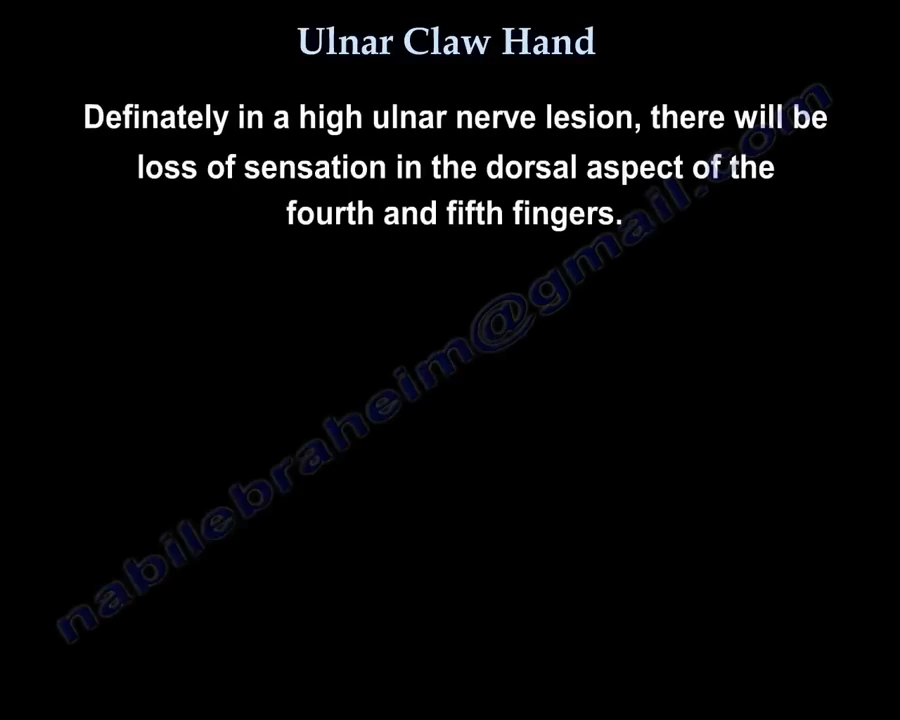 Ulnar Claw Hand
Definately in a high ulnar nerve lesion, there will be
loss of sensation in the dorsal aspect of the
fourth and fifth fingers.
nabilebraheim@gmail.com